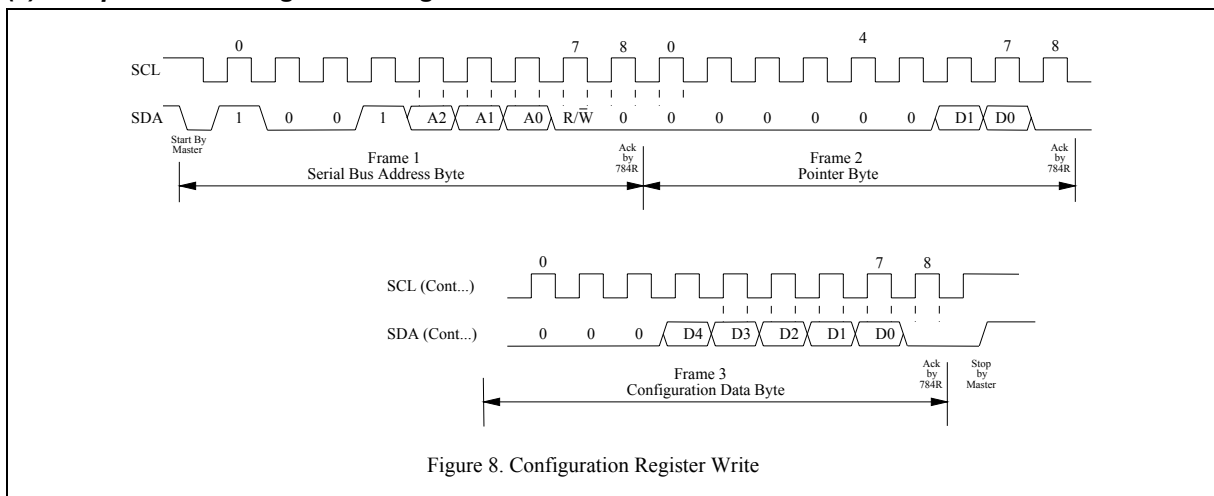 0 7 8 0 4 7 8
SCL
SDA 1 0 0 1 A2 A1 A0 R/W̅ 0 0 0 0 0 0 0 D1 D0
Start By
Master
Frame 1
Serial Bus Address Byte
Ack
by
784R
Frame 2
Pointer Byte
Ack
by
784R
0 7 8
SCL (Cont...)
SDA (Cont...) 0 0 0 D4 D3 D2 D1 D0
Frame 3
Configuration Data Byte
Ack
by
784R
Stop
by
Master
Figure 8. Configuration Register Write